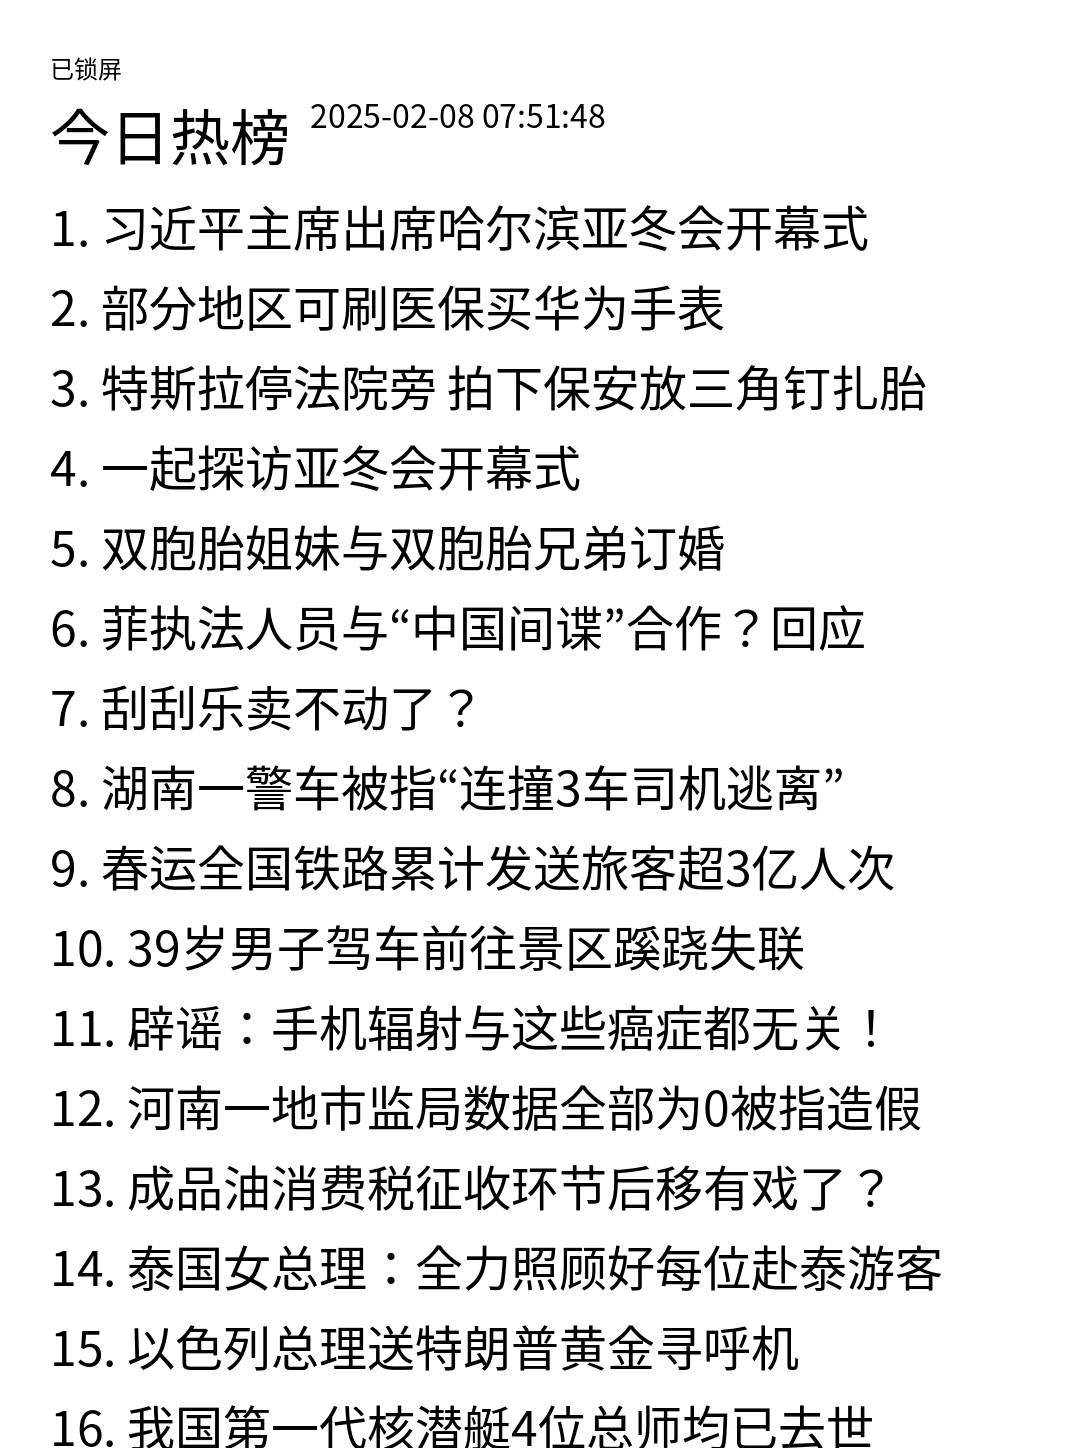 已锁屏
今日热榜 2025-02-08 07:51:48
1. 习近平主席出席哈尔滨亚冬会开幕式
2. 部分地区可刷医保买华为手表
3. 特斯拉停法院旁 拍下保安放三角钉扎胎
4. 一起探访亚冬会开幕式
5. 双胞胎姐妹与双胞胎兄弟订婚
6. 菲执法人员与“中国间谍”合作？回应
7. 刮刮乐卖不动了？
8. 湖南一警车被指“连撞3车司机逃离”
9. 春运全国铁路累计发送旅客超3亿人次
10. 39岁男子驾车前往景区蹊跷失联
11. 辟谣：手机辐射与这些癌症都无关！
12. 河南一地市监局数据全部为0被指造假
13. 成品油消费税征收环节后移有戏了？
14. 泰国女总理：全力照顾好每位赴泰游客
15. 以色列总理送特朗普黄金寻呼机
16. 我国第一代核潜艇4位总师均已去世